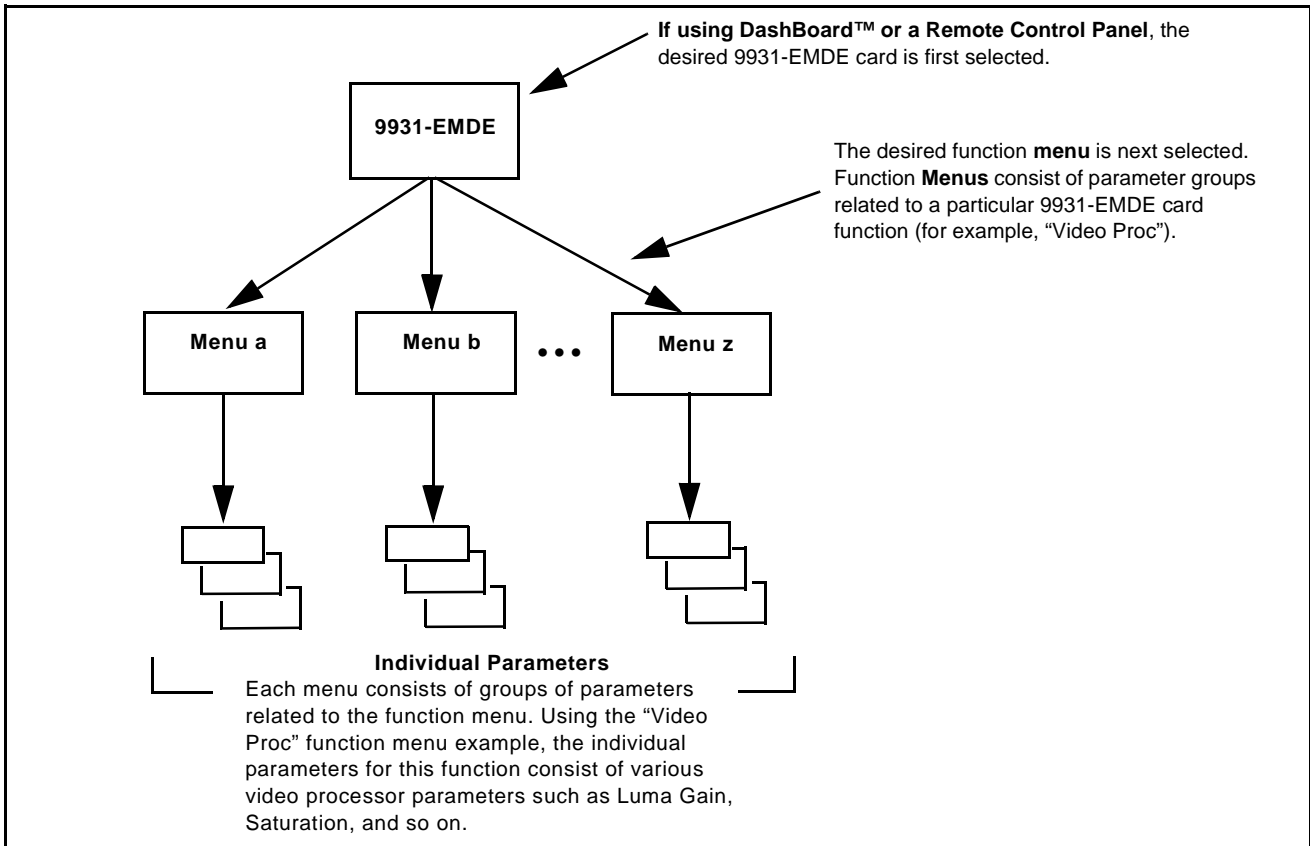 If using DashBoard™ or a Remote Control Panel, the
desired 9931-EMDE card is first selected.
9931-EMDE
The desired function menu is next selected.
Function Menus consist of parameter groups
related to a particular 9931-EMDE card
function (for example, “Video Proc”).
Menu a
Menu b
•••
Menu z
Individual Parameters
Each menu consists of groups of parameters
related to the function menu. Using the “Video
Proc” function menu example, the individual
parameters for this function consist of various
video processor parameters such as Luma Gain,
Saturation, and so on.